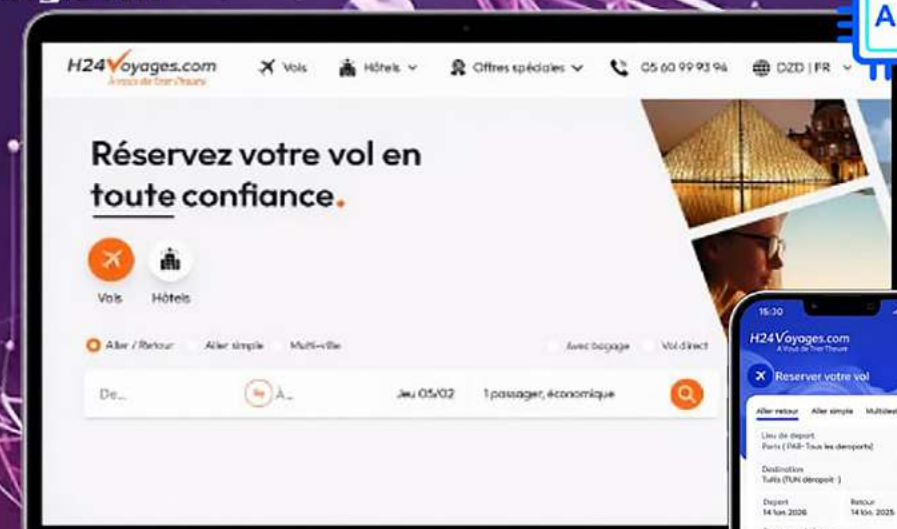 H24Voyages.com
Vols
Hôtels
Offres spéciales
05 60 99 93 94
DZD | FR
Réservez votre vol en
toute confiance.
Vols Hôtels
Aller / Retour Aller simple Multi-ville Avec bagage Vol direct
De... À... Jeu 05/02 1 passager, économique
A
15:30
H24Voyages.com
Reserver votre vol
Aller retour Aller simple
Lieu de depart
Destination
Depart Retour